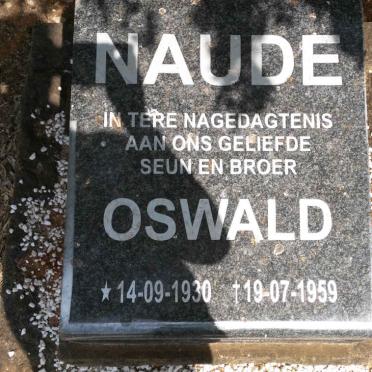 NAUDE
IN TERE NAGEDAGTENIS
AAN ONS GELIEFDE
SEUN EN BROER
OSWALD
★14-09-1930 †19-07-1959